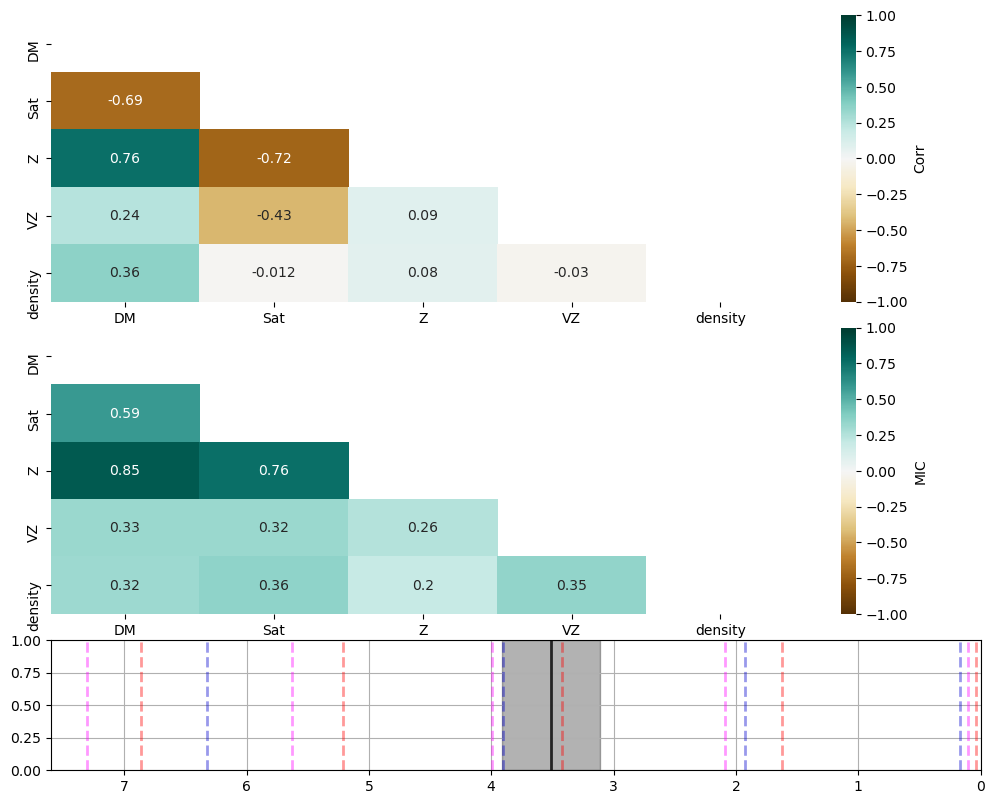 DM
Sat
Z
VZ
density
-0.69
0.76
-0.72
0.24
-0.43
0.09
0.36
-0.012
0.08
-0.03
DM
Sat
Z
VZ
density
1.00
0.75
0.50
0.25
0.00
−0.25
−0.50
−0.75
−1.00
Corr
DM
Sat
Z
VZ
density
0.59
0.85
0.76
0.33
0.32
0.26
0.32
0.36
0.2
0.35
DM
Sat
Z
VZ
density
1.00
0.75
0.50
0.25
0.00
−0.25
−0.50
−0.75
−1.00
MIC
1.00
0.75
0.50
0.25
0.00
7
6
5
4
3
2
1
0